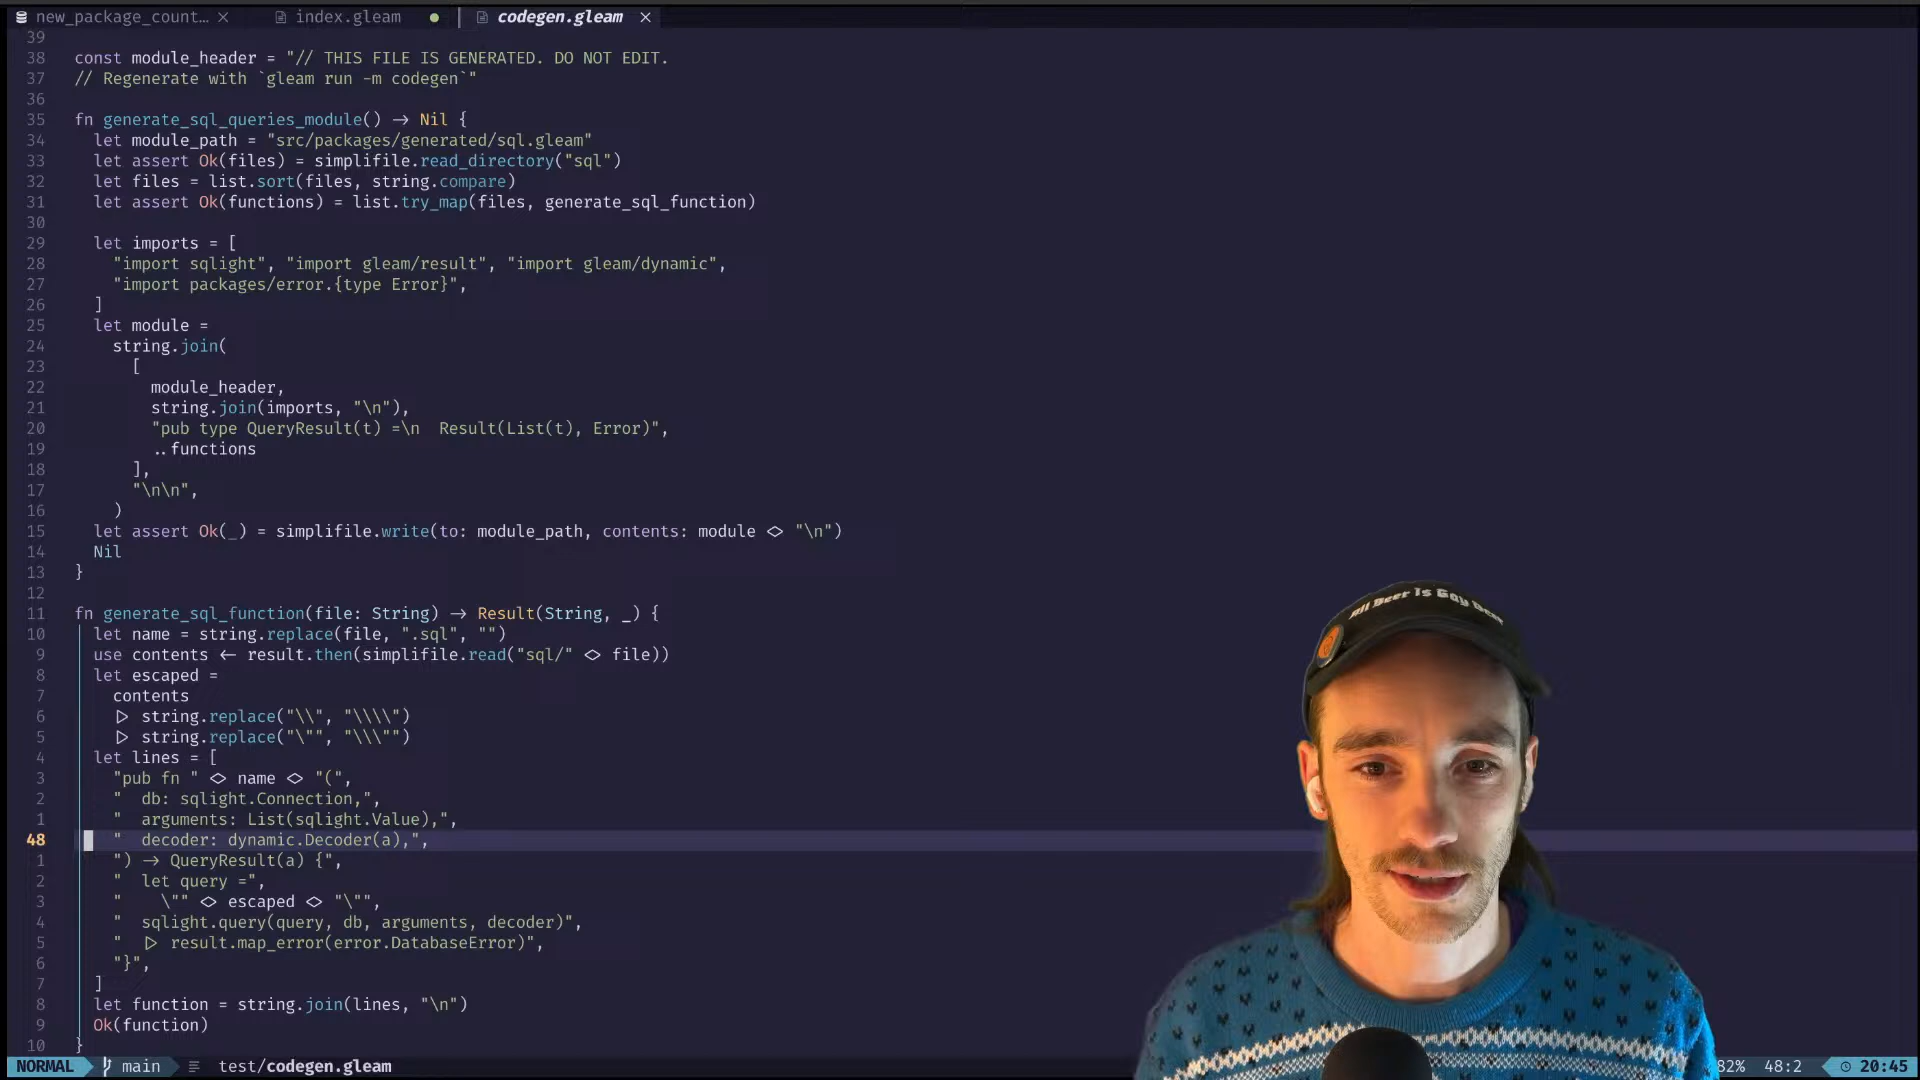 new_package_count…
index.gleam
codegen.gleam
39
38 const module_header = "// THIS FILE IS GENERATED. DO NOT EDIT.
37 // Regenerate with `gleam run -m codegen`"
36
35 fn generate_sql_queries_module() -> Nil {
34 let module_path = "src/packages/generated/sql.gleam"
33 let assert Ok(files) = simplifile.read_directory("sql")
32 let files = list.sort(files, string.compare)
31 let assert Ok(functions) = list.try_map(files, generate_sql_function)
30
29 let imports = [
28 "import sqlight", "import gleam/result", "import gleam/dynamic",
27 "import packages/error.{type Error}",
26 ]
25 let module =
24 string.join(
23 [
22 module_header,
21 string.join(imports, "\n"),
20 "pub type QueryResult(t) =\n  Result(List(t), Error)",
19 ..functions
18 ],
17 "\n\n",
16 )
15 let assert Ok(_) = simplifile.write(to: module_path, contents: module <> "\n")
14 Nil
13 }
12
11 fn generate_sql_function(file: String) -> Result(String, _) {
10 let name = string.replace(file, ".sql", "")
9 use contents <- result.then(simplifile.read("sql/" <> file))
8 let escaped =
7 contents
6 |> string.replace("\\", "\\\\")
5 |> string.replace("\"", "\\\"")
4 let lines = [
3 "pub fn " <> name <> "(",
2 "  db: sqlight.Connection,",
1 "  arguments: List(sqlight.Value),",
48 "  decoder: dynamic.Decoder(a),",
1 ") -> QueryResult(a) {",
2 "  let query =",
3 "    \"" <> escaped <> "\"",
4 "  sqlight.query(query, db, arguments, decoder)",
5 "  |> result.map_error(error.DatabaseError)",
6 "}",
7 ]
8 let function = string.join(lines, "\n")
9 Ok(function)
10 }
All Beer Is Gay Beer
NORMAL main test/codegen.gleam 82% 48:2 20:45